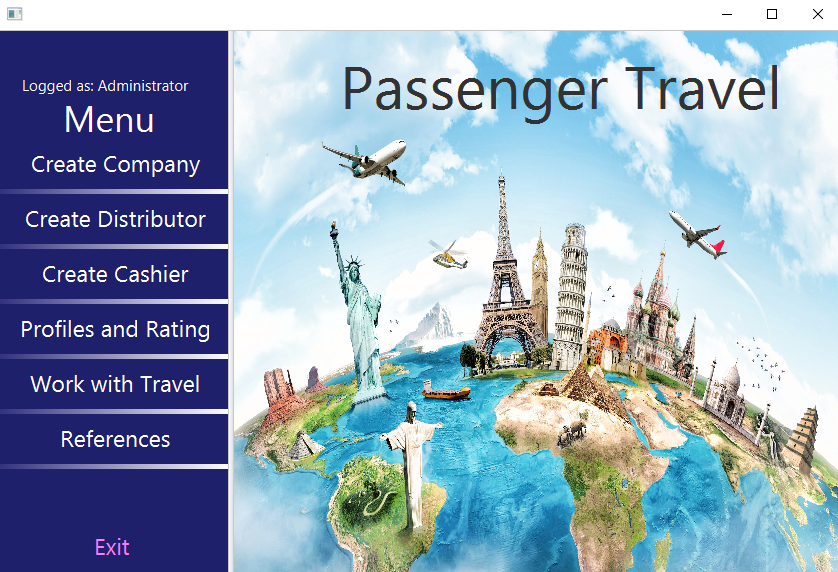 Logged as: Administrator
Menu
Create Company
Create Distributor
Create Cashier
Profiles and Rating
Work with Travel
References
Exit
Passenger Travel